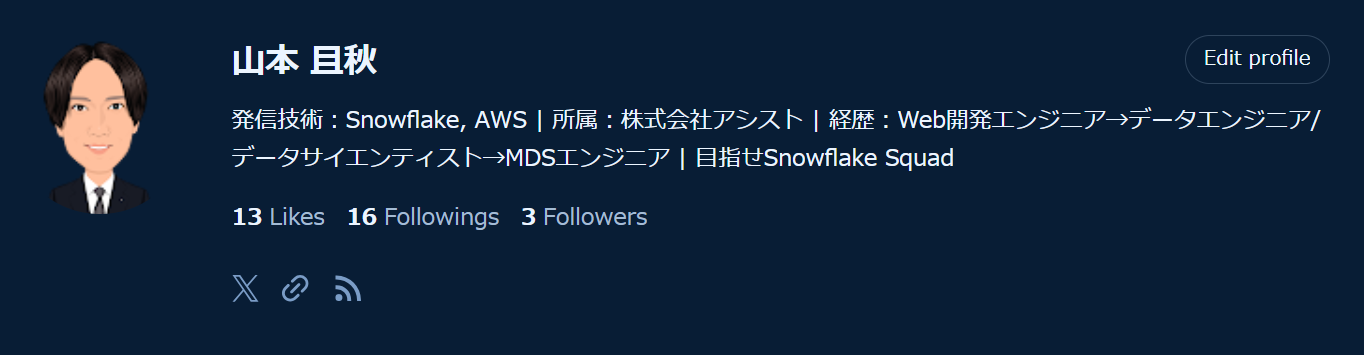 山本 且秋
Edit profile
発信技術：Snowflake, AWS | 所属：株式会社アシスト | 経歴：Web開発エンジニア→データエンジニア/
データサイエンティスト→MDSエンジニア | 目指せSnowflake Squad
13 Likes 16 Followings 3 Followers